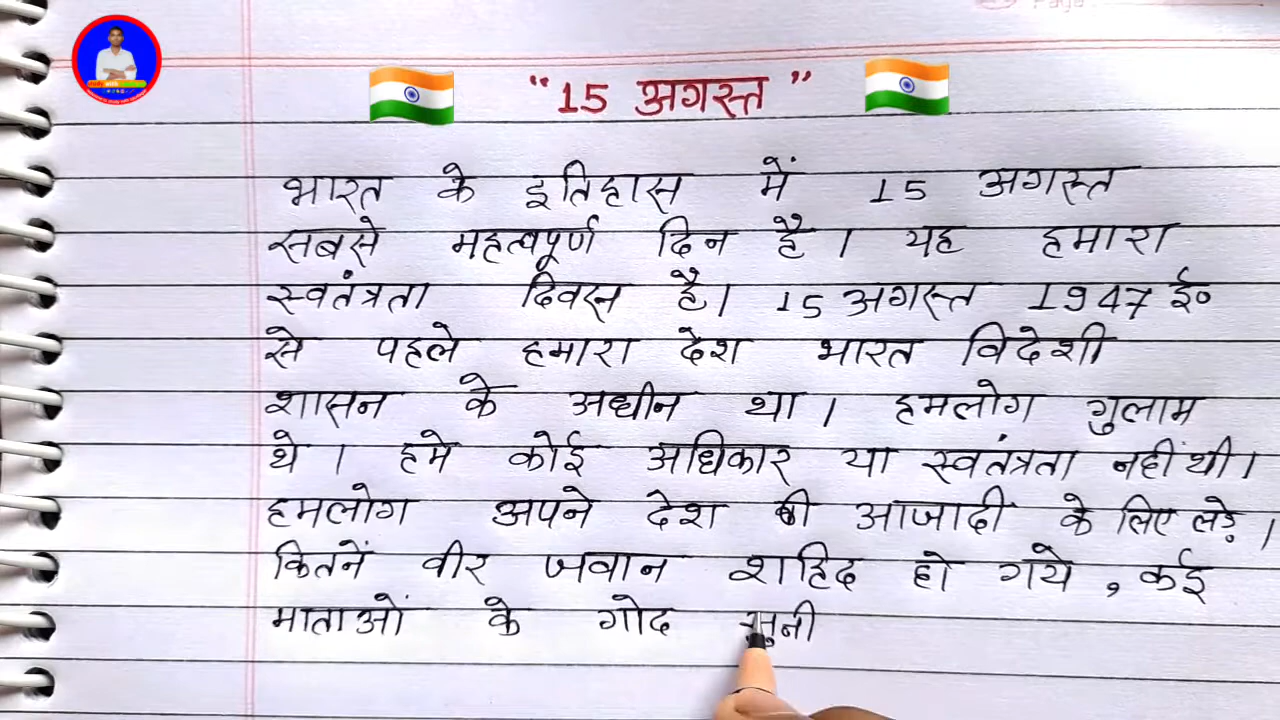 "15 अगस्त"
भारत के इतिहास में 15 अगस्त
सबसे महत्वपूर्ण दिन है। यह हमारा
स्वतंत्रता दिवस है। 15 अगस्त 1947 ई०
से पहले हमारा देश भारत विदेशी
शासन के अधीन था। हमलोग गुलाम
थे। हमे कोई अधिकार या स्वतंत्रता नहीं थी।
हमलोग अपने देश की आजादी के लिए लड़े।
कितनें वीर जवान शहिद हो गये, कई
माताओं के गोद सुनी